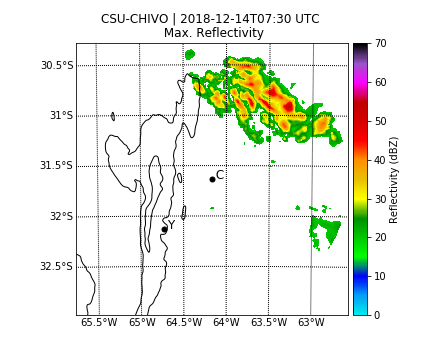 CSU-CHIVO | 2018-12-14T07:30 UTC
Max. Reflectivity
30.5°S
31°S
31.5°S
32°S
32.5°S
65.5°W 65°W 64.5°W 64°W 63.5°W 63°W
C
Y
70
60
50
40
30
20
10
0
Reflectivity (dBZ)